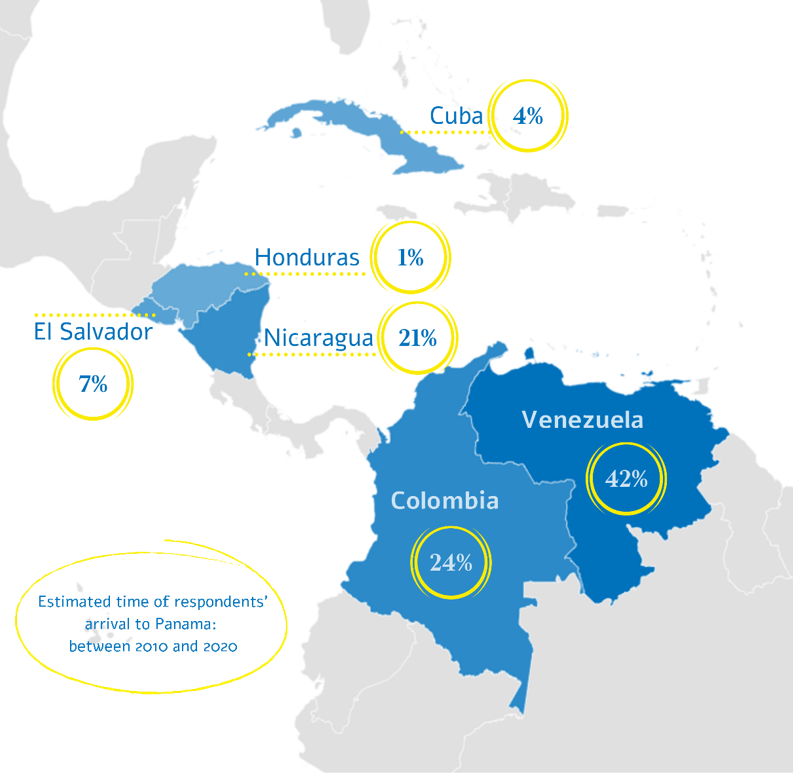 Cuba 4%
Honduras 1%
El Salvador
7%
Nicaragua 21%
Venezuela
42%
Colombia
24%
Estimated time of respondents'
arrival to Panama:
between 2010 and 2020